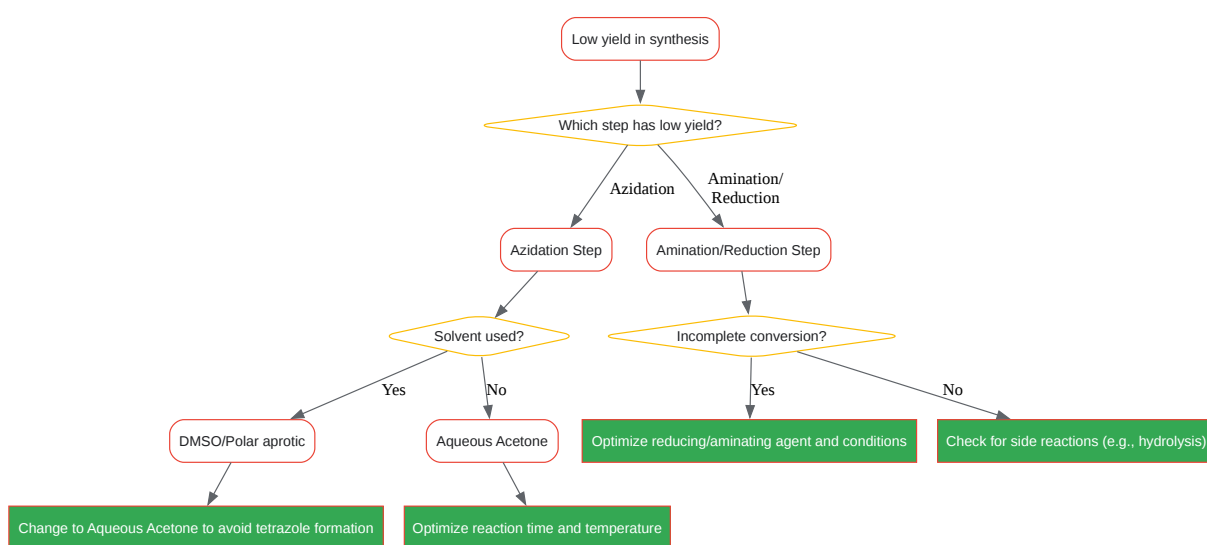 Low yield in synthesis
Which step has low yield?
Azidation
Amination/
Reduction
Azidation Step
Amination/Reduction Step
Solvent used?
Incomplete conversion?
Yes
No
Yes
No
DMSO/Polar aprotic
Aqueous Acetone
Optimize reducing/aminating agent and conditions
Check for side reactions (e.g., hydrolysis)
Change to Aqueous Acetone to avoid tetrazole formation
Optimize reaction time and temperature